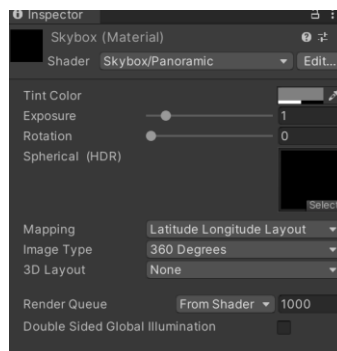 Inspector
Skybox (Material)
Shader Skybox/Panoramic Edit...
Tint Color
Exposure 1
Rotation 0
Spherical (HDR)
Select
Mapping Latitude Longitude Layout
Image Type 360 Degrees
3D Layout None
Render Queue From Shader 1000
Double Sided Global Illumination